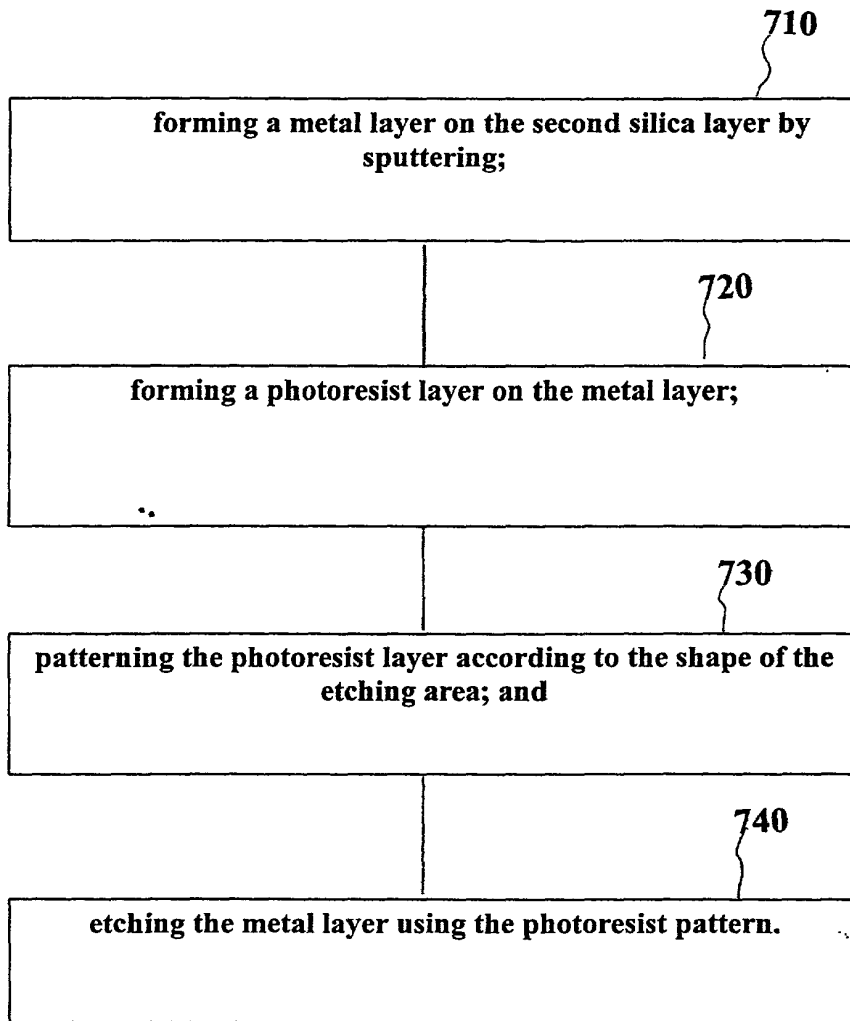 710
forming a metal layer on the second silica layer by
sputtering;
720
forming a photoresist layer on the metal layer;
730
patterning the photoresist layer according to the shape of the
etching area; and
740
etching the metal layer using the photoresist pattern.